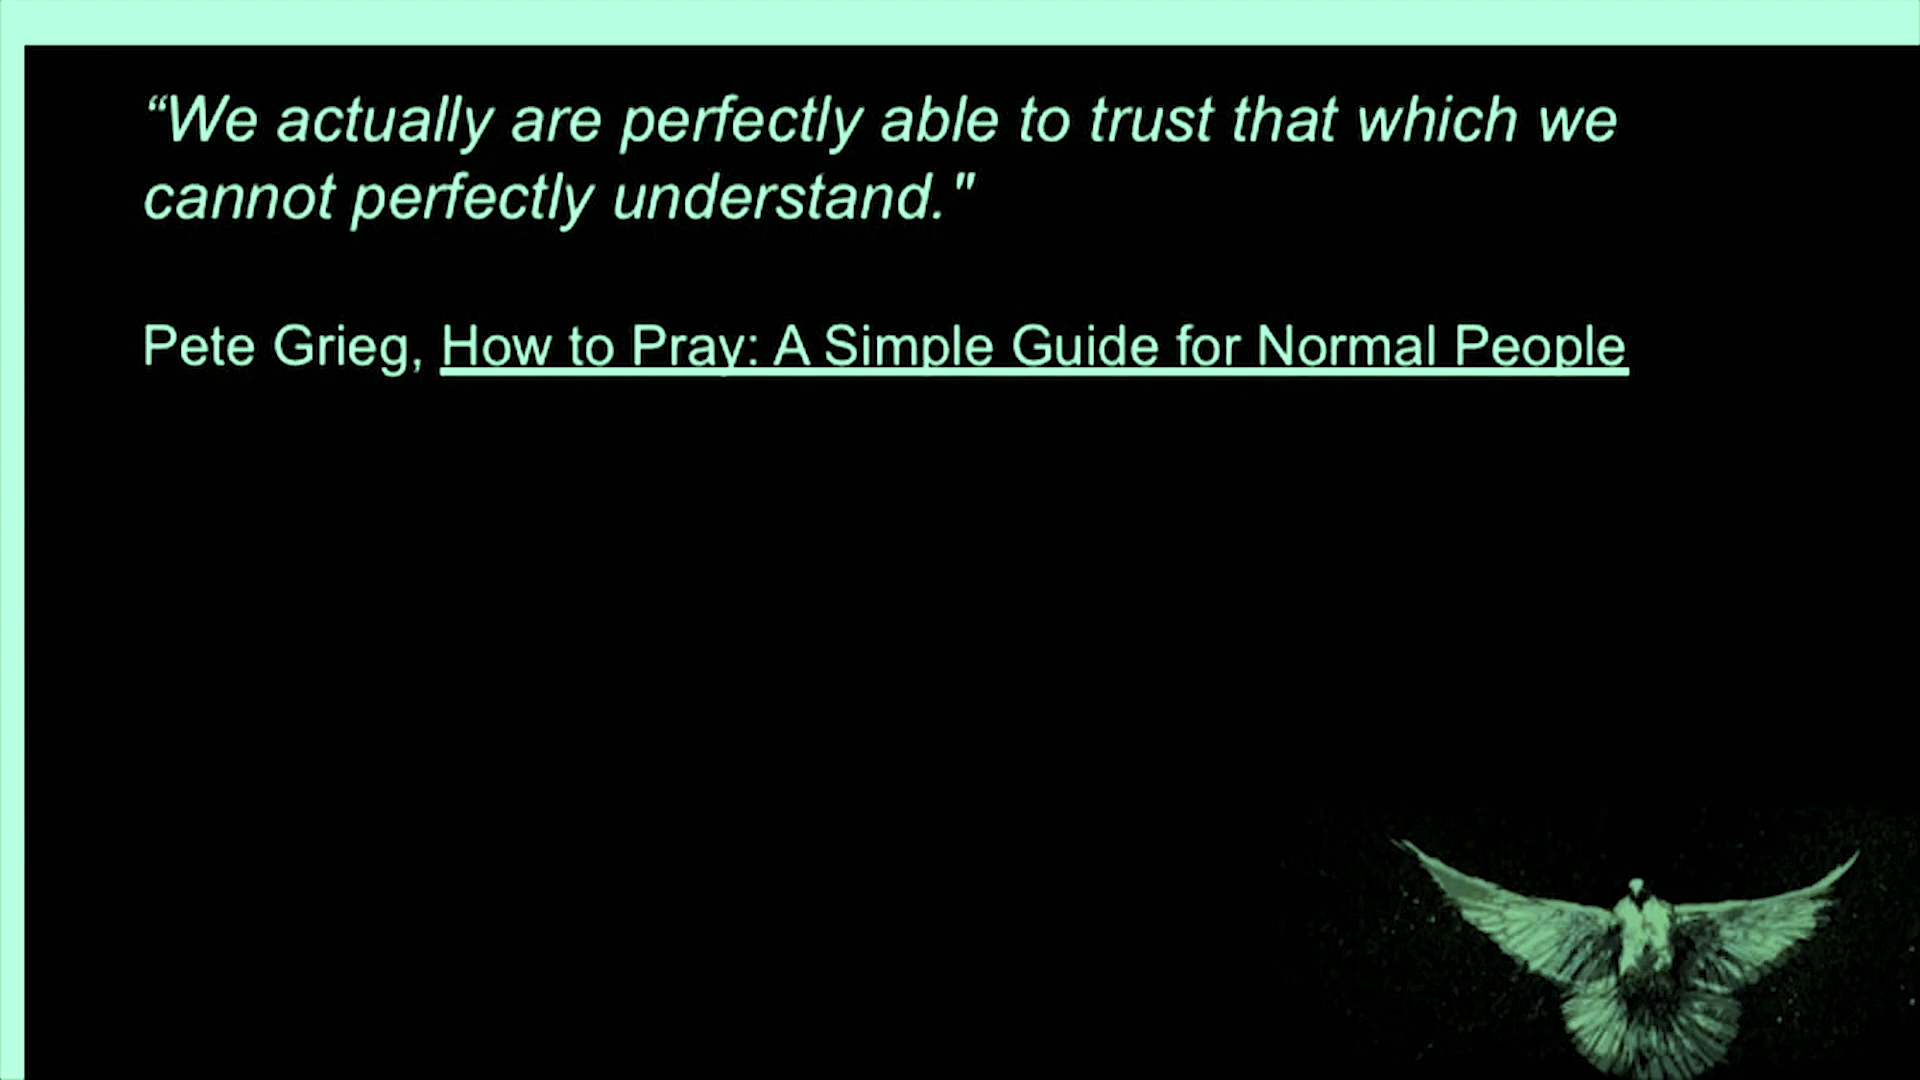 “We actually are perfectly able to trust that which we
cannot perfectly understand."
Pete Grieg, How to Pray: A Simple Guide for Normal People